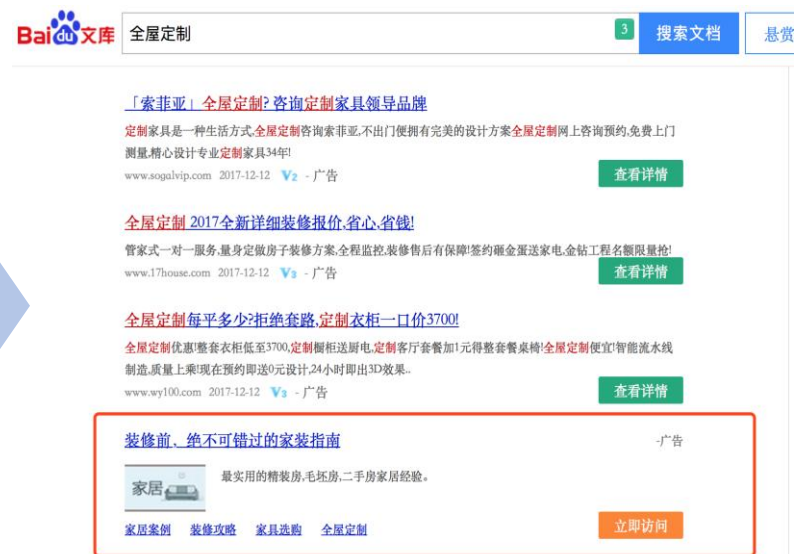 Baidu文库 全屋定制 3 搜索文档 悬赏
「索菲亚」全屋定制? 咨询定制家具领导品牌
定制家具是一种生活方式,全屋定制咨询索菲亚,不出门便拥有完美的设计方案全屋定制网上咨询预约,免费上门
测量,精心设计专业定制家具34年!
www.sogalvip.com 2017-12-12 V2 - 广告 查看详情
全屋定制 2017全新详细装修报价,省心,省钱!
管家式一对一服务,量身定做房子装修方案,全程监控,装修售后有保障!签约砸金蛋送家电,金钻工程名额限量抢!
www.17house.com 2017-12-12 V3 - 广告 查看详情
全屋定制每平多少?拒绝套路,定制衣柜一口价3700!
全屋定制优惠!整套衣柜低至3700,定制橱柜送厨电,定制客厅套餐加1元得整套餐桌椅!全屋定制便宜!智能流水线
制造,质量上乘!现在预约即送0元设计,24小时即出3D效果..
www.wy100.com 2017-12-12 V3 - 广告 查看详情
装修前、绝不可错过的家装指南 -广告
家居 最实用的精装房,毛坯房,二手房家居经验。
家居案例 装修攻略 家具选购 全屋定制 立即访问